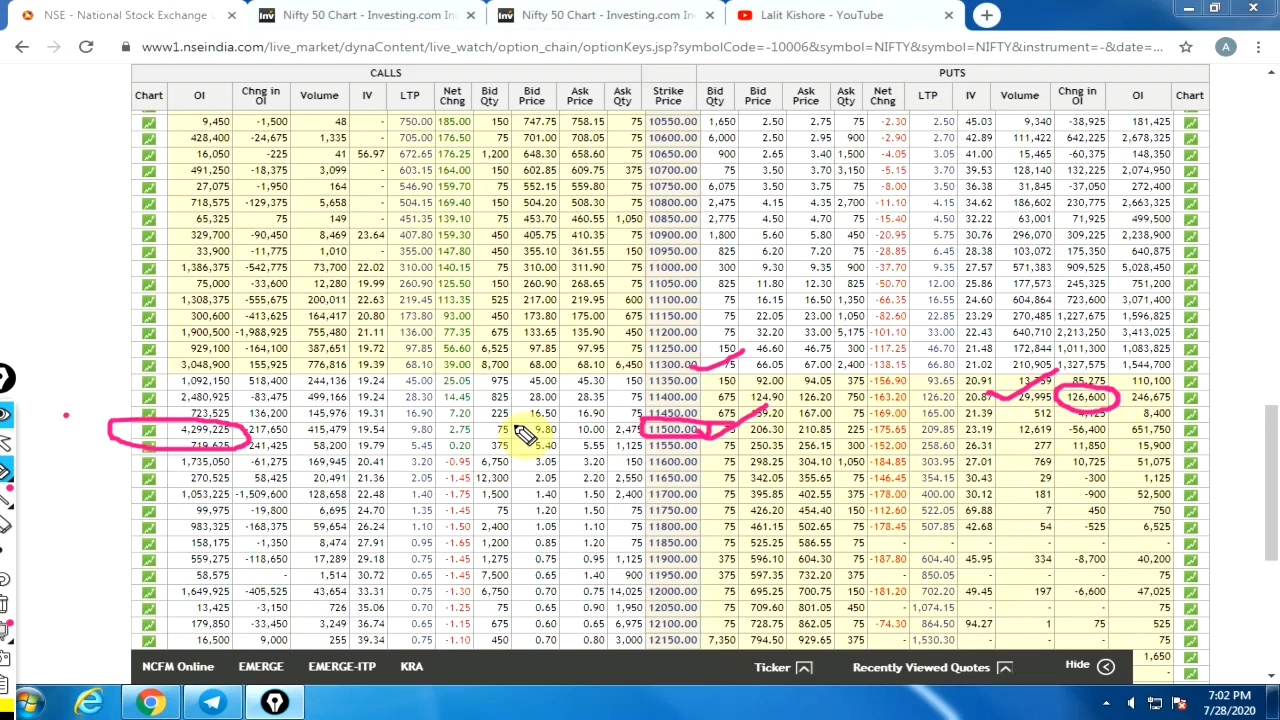 NSE - National Stock Exchange
Nifty 50 Chart - Investing.com In
Nifty 50 Chart - Investing.com In
Lalit Kishore - YouTube
www1.nseindia.com/live_market/dynaContent/live_watch/option_chain/optionKeys.jsp?symbolCode=-10006&symbol=NIFTY&symbol=NIFTY&instrument=-&date=...
A
CALLS PUTS
Chart OI Chng in OI Volume IV LTP Net Chng Bid Qty Bid Price Ask Price Ask Qty Strike Price Bid Qty Bid Price Ask Price Ask Qty Net Chng LTP IV Volume Chng in OI OI Chart
9,450 -1,500 48 - 750.00 185.00 150 747.75 758.15 75 10550.00 1,650 2.50 2.75 900 -2.30 2.50 45.03 9,340 -38,925 181,425
428,400 -24,675 1,335 - 705.00 176.50 150 701.00 708.05 75 10600.00 6,000 2.50 2.95 900 -2.90 2.70 42.89 111,422 642,225 2,678,325
16,050 -225 41 56.97 672.65 176.25 1,200 648.30 658.60 75 10650.00 900 2.65 3.40 1,500 -4.05 3.05 41.00 15,465 -60,375 148,350
491,250 -18,375 3,099 - 603.15 164.00 150 602.85 609.75 375 10700.00 75 3.50 3.70 3,150 -5.15 3.70 39.53 128,140 132,225 2,074,950
27,075 -1,950 164 - 546.90 159.70 150 552.15 559.80 75 10750.00 6,075 3.50 3.75 75 -8.00 3.50 36.38 31,845 -37,050 272,400
718,575 -129,375 5,658 - 504.15 169.40 150 504.20 508.30 75 10800.00 2,475 4.15 4.35 2,700 -11.10 4.15 34.62 186,602 230,775 2,663,325
65,325 75 149 - 451.35 139.10 75 453.70 460.55 1,050 10850.00 2,775 4.50 4.70 75 -15.40 4.50 32.22 63,001 71,925 499,500
329,700 -90,450 8,469 23.64 407.80 159.30 450 405.75 410.35 75 10900.00 1,800 5.60 5.80 450 -20.95 5.80 30.76 296,070 309,225 2,238,900
33,900 -11,775 1,010 - 355.00 147.80 150 355.10 361.55 150 10950.00 825 6.20 7.20 75 -28.85 6.45 28.38 103,072 175,350 640,875
1,386,375 -542,775 73,700 22.02 310.00 140.15 75 310.00 311.90 75 11000.00 300 9.30 9.35 900 -37.70 9.35 27.57 571,383 909,525 5,028,450
75,000 -33,600 12,280 19.99 260.90 125.50 150 260.90 268.65 75 11050.00 825 11.80 12.30 825 -50.70 12.00 25.86 177,573 245,325 751,200
1,308,375 -555,675 200,011 22.63 219.45 113.35 525 217.00 219.95 600 11100.00 75 16.15 16.50 1,350 -66.35 16.55 24.60 604,864 723,600 3,071,400
300,600 -413,625 164,417 20.80 173.80 93.00 450 173.80 175.00 675 11150.00 75 22.05 23.00 1,050 -82.60 22.85 23.29 270,485 1,227,675 1,596,825
1,900,500 -1,988,925 755,480 21.11 136.00 77.35 75 133.65 135.90 450 11200.00 75 32.20 33.00 5,175 -101.10 33.00 22.43 640,710 2,213,250 3,413,025
929,100 -164,100 387,651 19.72 97.85 56.60 2,525 97.85 97.95 75 11250.00 150 46.60 46.75 300 -117.25 46.70 21.48 172,844 1,011,300 1,083,825
3,048,900 155,925 776,816 19.39 68.10 39.00 8,700 68.00 68.10 6,450 11300.00 75 66.05 67.00 2,400 -138.15 66.80 21.02 210,905 1,327,575 1,544,700
1,092,150 518,400 244,136 19.24 45.00 25.05 975 45.00 45.30 150 11350.00 150 92.00 94.05 375 -156.90 93.65 20.91 85,275 110,100
2,480,925 -83,475 499,924 19.24 28.30 14.45 825 28.00 28.35 75 11400.00 675 124.90 126.20 750 -163.20 126.20 20.87 29,995 126,600 246,675
723,525 136,200 145,976 19.31 16.90 7.20 225 16.50 16.90 75 11450.00 675 159.20 167.00 75 -169.00 165.00 21.39 512 4,125 8,400
4,299,225 217,650 415,479 19.54 9.80 2.75 75 9.80 10.00 2,475 11500.00 75 206.30 210.85 225 -175.65 209.85 23.19 12,619 -56,400 651,750
719,625 241,425 58,200 19.79 5.45 0.20 375 5.40 5.55 1,125 11550.00 75 250.35 256.15 300 -152.00 258.60 26.31 277 11,850 15,900
1,735,050 -61,275 169,945 20.41 3.20 -0.95 6,750 3.05 3.20 150 11600.00 75 298.25 304.10 1,050 -184.85 303.95 27.01 769 10,725 51,075
270,525 58,425 20,491 21.36 2.05 -1.45 12,300 2.05 2.20 2,550 11650.00 75 342.05 355.65 75 -146.45 354.15 30.43 29 -300 1,125
1,053,225 -1,509,600 128,658 22.48 1.40 -1.75 1,500 1.40 1.50 2,400 11700.00 75 395.85 402.55 375 -178.00 400.00 30.12 181 -900 52,500
99,975 -19,800 6,695 24.70 1.35 -1.45 75 1.20 1.50 75 11750.00 75 426.20 454.40 150 -112.60 522.05 69.88 7 450 750
983,325 -168,375 59,654 26.24 1.10 -1.50 2,400 1.05 1.10 75 11800.00 75 461.15 502.65 75 -178.45 507.85 42.68 54 -525 6,525
158,175 -1,350 8,474 27.91 0.95 -1.65 1,200 0.85 1.20 75 11850.00 75 525.25 586.55 75 - - - - - -
559,275 -118,650 17,289 29.18 0.95 -1.45 1,275 0.75 0.95 1,125 11900.00 375 596.10 604.30 75 -187.80 604.40 45.95 334 -8,700 40,200
58,575 - 1,514 30.72 0.65 -1.45 7,500 0.65 1.40 900 11950.00 375 597.35 732.20 375 - 850.05 - - - 75
1,649,925 -405,525 43,654 33.31 0.75 -1.30 1,750 0.70 0.75 14,025 12000.00 75 695.25 700.75 150 -181.20 702.20 49.45 197 -6,600 47,025
13,425 -3,150 726 35.06 0.70 -1.25 75 0.90 1,950 12050.00 75 709.60 801.05 450 - 1,074.15 - - - 75
179,850 -33,450 3,249 36.74 0.65 -1.15 675 0.60 0.65 6,975 12100.00 75 728.75 862.05 75 -74.30 864.50 94.27 1 75 525
16,500 9,000 255 39.34 0.75 -1.10 450 0.70 0.80 3,000 12150.00 7,350 794.50 929.65 375 - 1,530.30 - - - 75
1,650
-
NCFM Online EMERGE EMERGE-ITP KRA Ticker Recently Viewed Quotes Hide
7:02 PM
7/28/2020